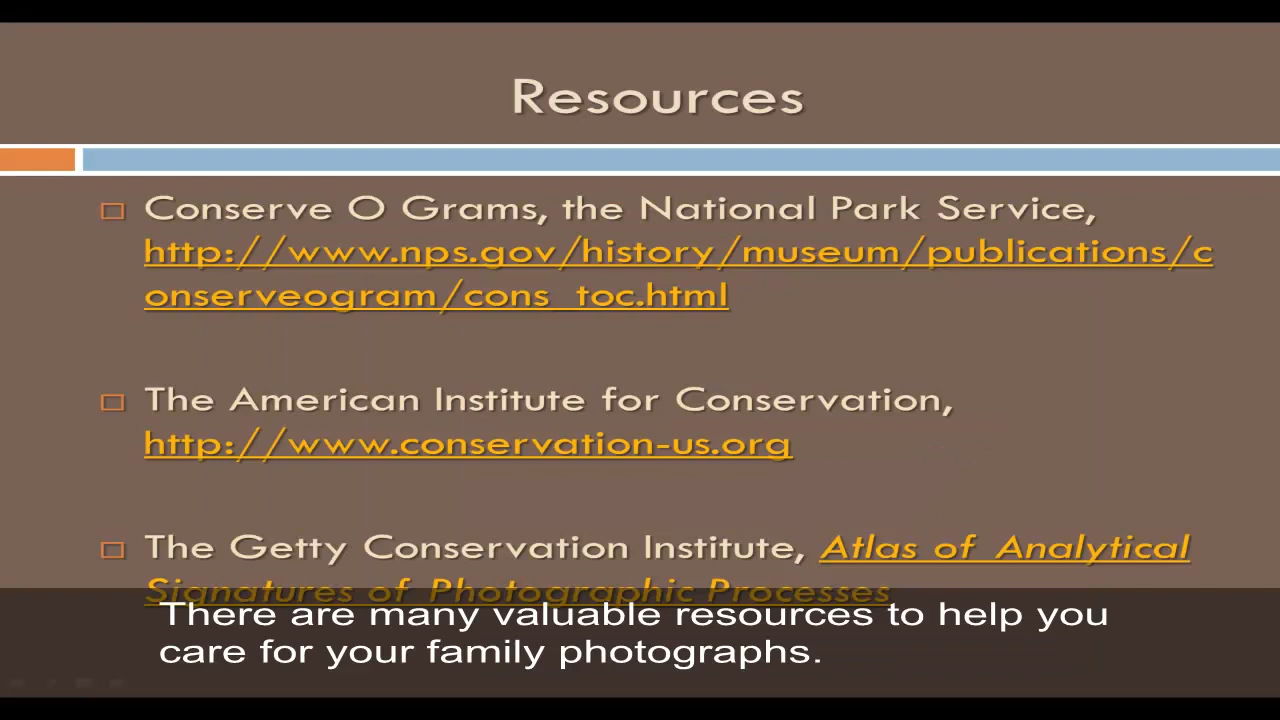 Resources
Conserve O Grams, the National Park Service,
http://www.nps.gov/history/museum/publications/c
onserveogram/cons_toc.html
The American Institute for Conservation,
http://www.conservation-us.org
The Getty Conservation Institute, Atlas of Analytical
Signatures of Photographic Processes
There are many valuable resources to help you
care for your family photographs.